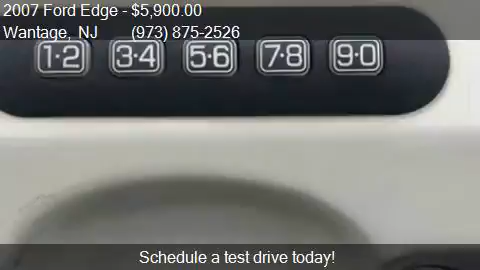 2007 Ford Edge - $5,900.00
Wantage, NJ (973) 875-2526
1·2 3·4 5·6 7·8 9·0
Schedule a test drive today!